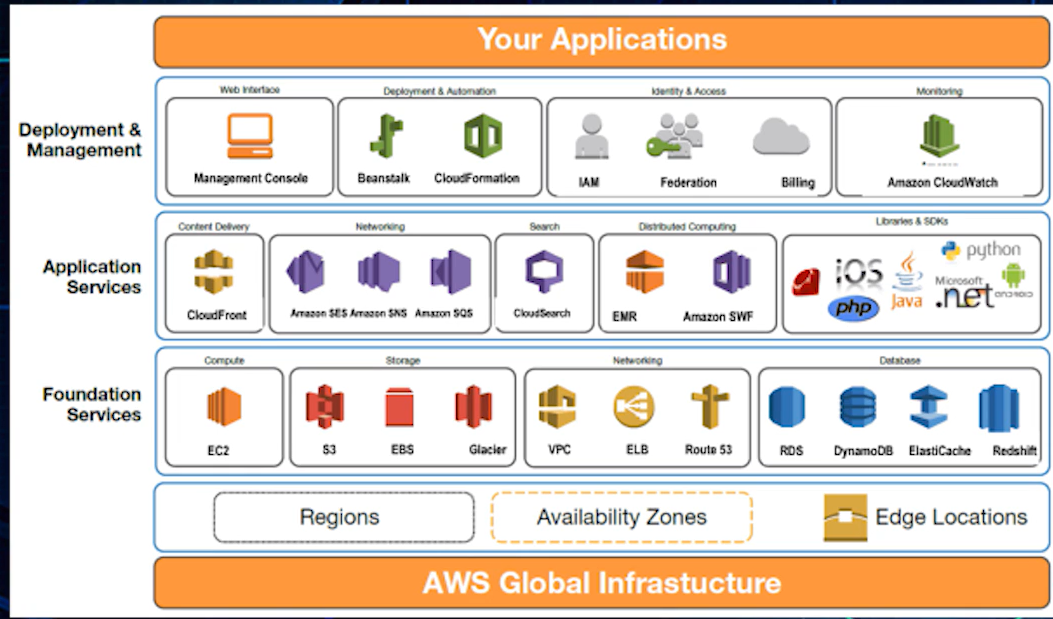 Your Applications
Web Interface
Deployment & Automation
Identity & Access
Monitoring
Deployment &
Management
Management Console
Beanstalk
CloudFormation
IAM
Federation
Billing
Amazon CloudWatch
Content Delivery
Networking
Search
Distributed Computing
Libraries & SDKs
Application
Services
CloudFront
Amazon SES
Amazon SNS
Amazon SQS
CloudSearch
EMR
Amazon SWF
iOS
php
Java
python
Microsoft
.net
ANDROID
Compute
Storage
Networking
Database
Foundation
Services
EC2
S3
EBS
Glacier
VPC
ELB
Route 53
RDS
DynamoDB
ElastiCache
Redshift
Regions
Availability Zones
Edge Locations
AWS Global Infrastucture